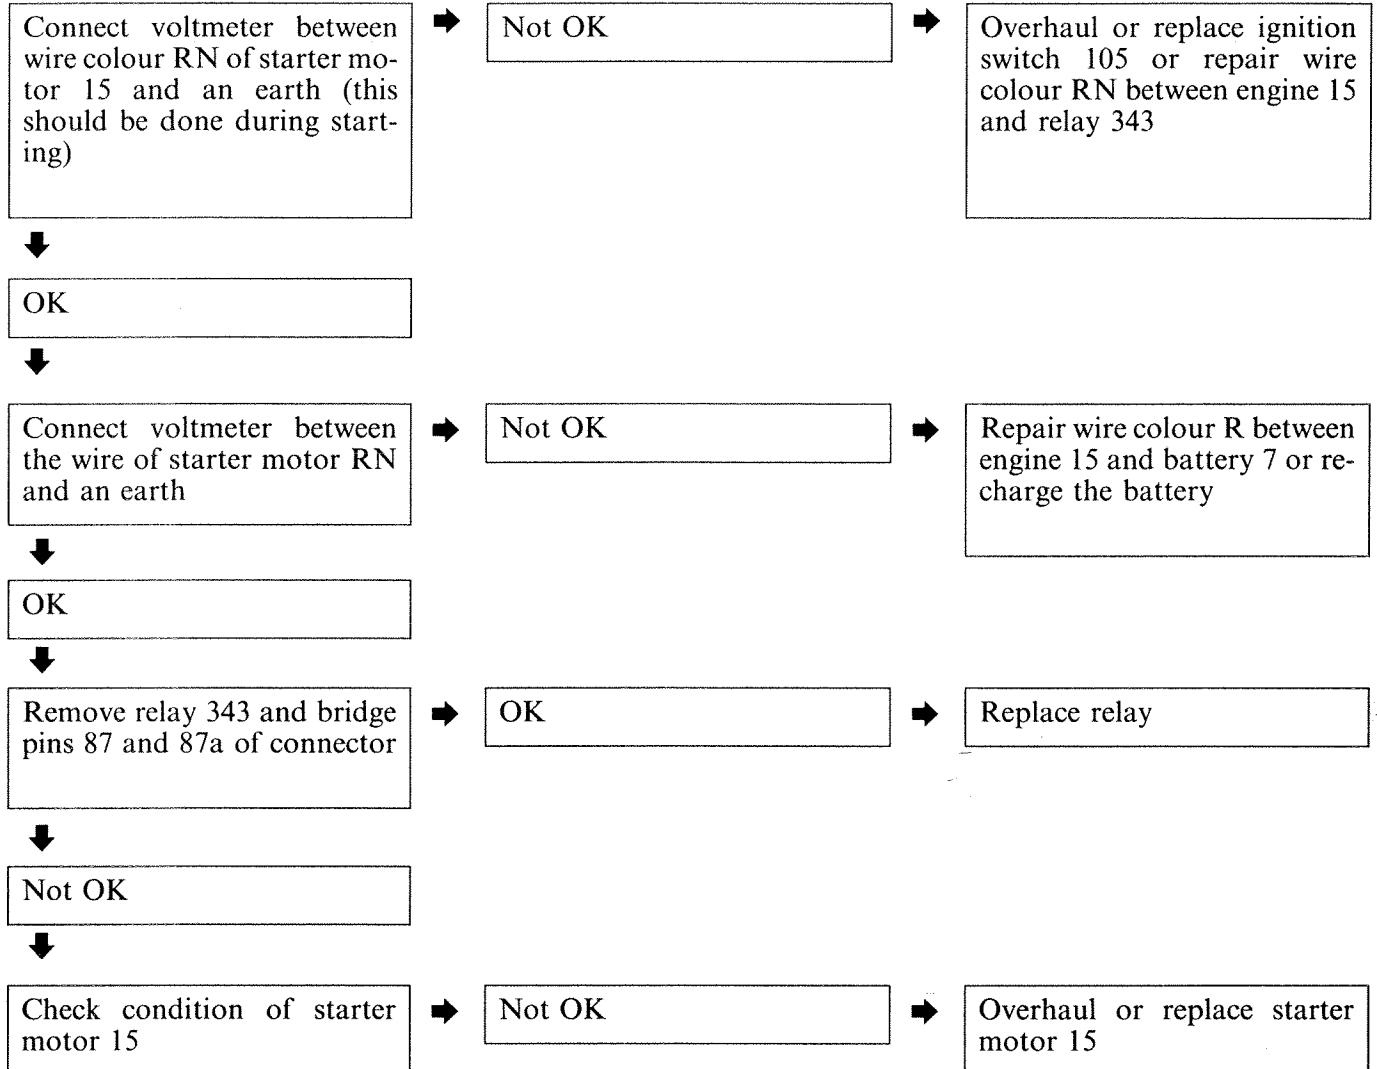 Connect voltmeter between
wire colour RN of starter mo-
tor 15 and an earth (this
should be done during start-
ing)
Not OK
Overhaul or replace ignition
switch 105 or repair wire
colour RN between engine 15
and relay 343
OK
Connect voltmeter between
the wire of starter motor RN
and an earth
Not OK
Repair wire colour R between
engine 15 and battery 7 or re-
charge the battery
OK
Remove relay 343 and bridge
pins 87 and 87a of connector
OK
Replace relay
Not OK
Check condition of starter
motor 15
Not OK
Overhaul or replace starter
motor 15